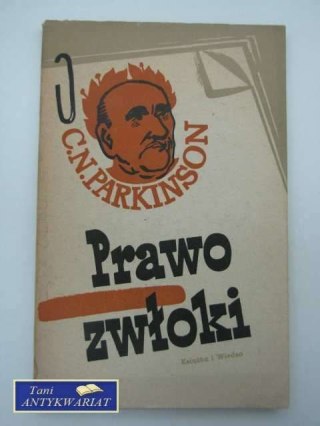 C.N. PARKINSON
Prawo
zwłoki
Książka i Wiedza
Tani
ANTYKWARIAT